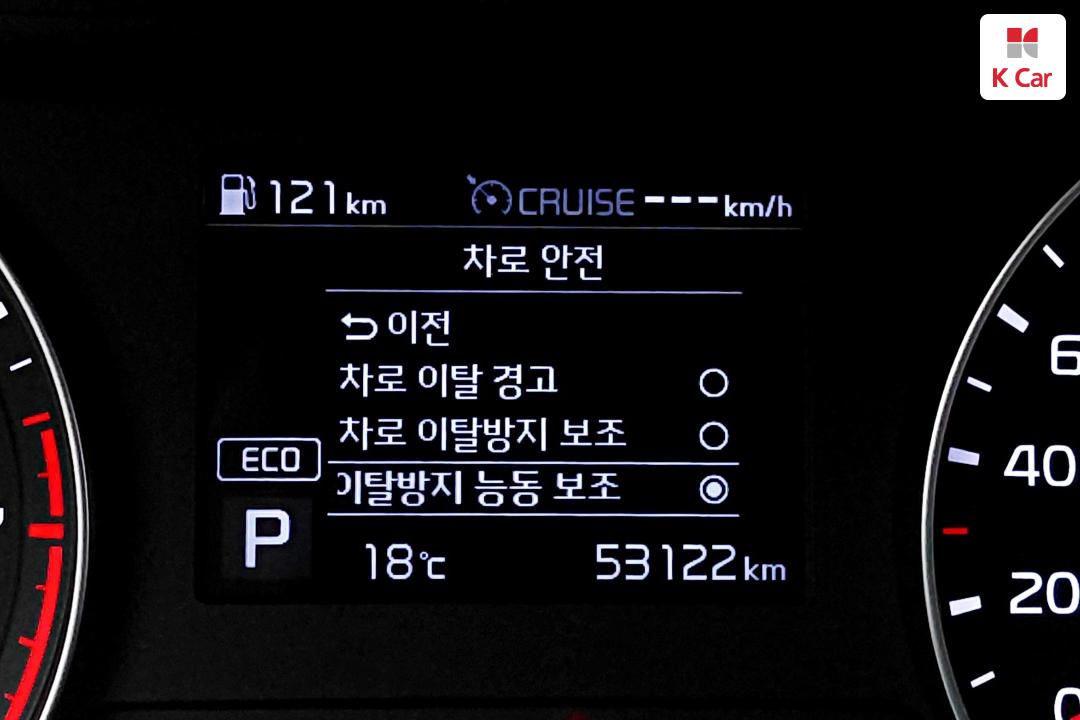 K Car
121 km CRUISE ---km/h
차로 안전
이전
차로 이탈 경고
차로 이탈방지 보조
이탈방지 능동 보조
ECO
P
18℃ 53122 km
6
40
20
0